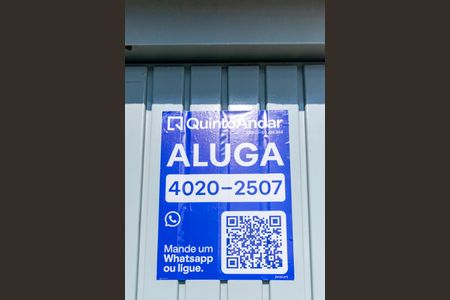 QuintoAndar
ALUGA
4020-2507
Mande um
Whatsapp
ou ligue.